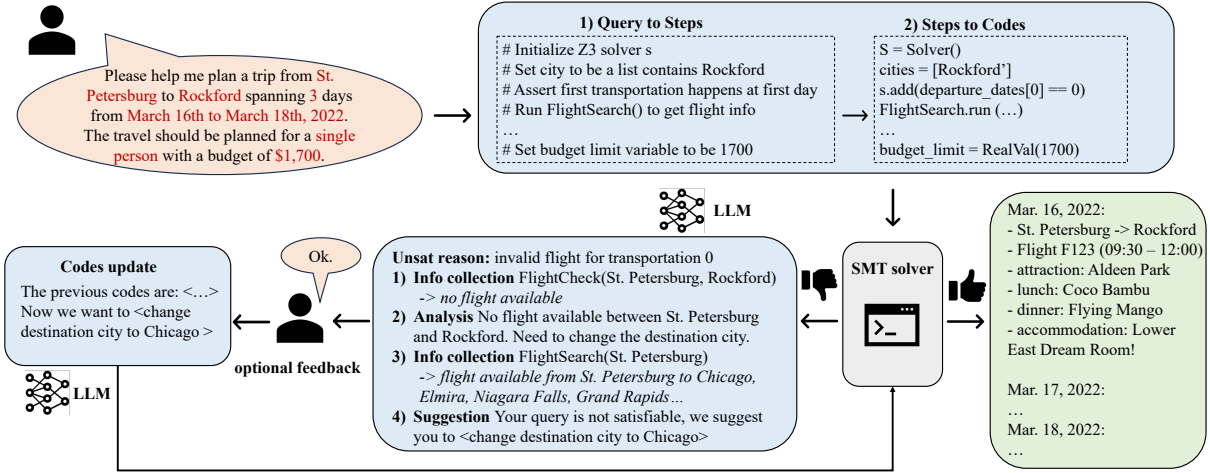 Please help me plan a trip from St.
Petersburg to Rockford spanning 3 days
from March 16th to March 18th, 2022.
The travel should be planned for a single
person with a budget of $1,700.
1) Query to Steps
# Initialize Z3 solver s
# Set city to be a list contains Rockford
# Assert first transportation happens at first day
# Run FlightSearch() to get flight info
…
# Set budget limit variable to be 1700
2) Steps to Codes
S = Solver()
cities = [Rockford’]
s.add(departure_dates[0] == 0)
FlightSearch.run (…)
…
budget_limit = RealVal(1700)
LLM
SMT solver
Mar. 16, 2022:
- St. Petersburg -> Rockford
- Flight F123 (09:30 – 12:00)
- attraction: Aldeen Park
- lunch: Coco Bambu
- dinner: Flying Mango
- accommodation: Lower
East Dream Room!
Mar. 17, 2022:
…
Mar. 18, 2022:
…
Unsat reason: invalid flight for transportation 0
1) Info collection FlightCheck(St. Petersburg, Rockford)
-> no flight available
2) Analysis No flight available between St. Petersburg
and Rockford. Need to change the destination city.
3) Info collection FlightSearch(St. Petersburg)
-> flight available from St. Petersburg to Chicago,
Elmira, Niagara Falls, Grand Rapids…
4) Suggestion Your query is not satisfiable, we suggest
you to <change destination city to Chicago>
Ok.
optional feedback
Codes update
The previous codes are: <…>
Now we want to <change
destination city to Chicago >
LLM